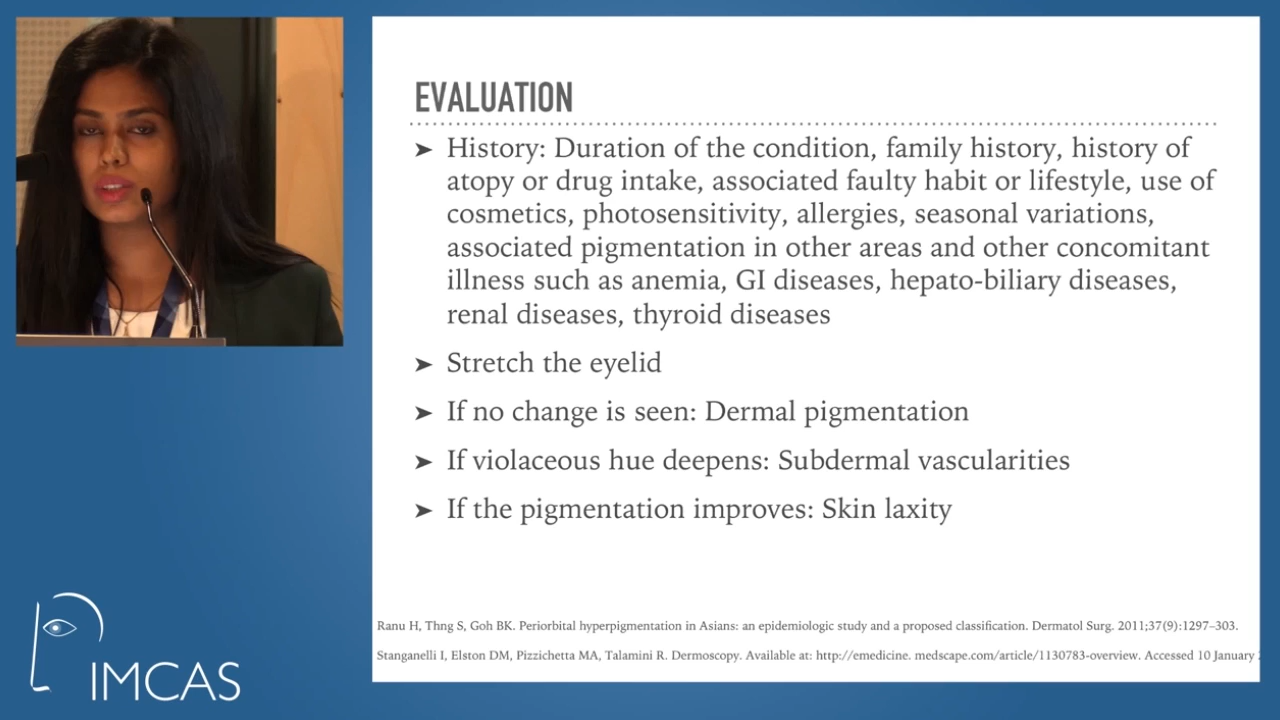 EVALUATION
➤ History: Duration of the condition, family history, history of
atopy or drug intake, associated faulty habit or lifestyle, use of
cosmetics, photosensitivity, allergies, seasonal variations,
associated pigmentation in other areas and other concomitant
illness such as anemia, GI diseases, hepato-biliary diseases,
renal diseases, thyroid diseases
➤ Stretch the eyelid
➤ If no change is seen: Dermal pigmentation
➤ If violaceous hue deepens: Subdermal vascularities
➤ If the pigmentation improves: Skin laxity
Ranu H, Thng S, Goh BK. Periorbital hyperpigmentation in Asians: an epidemiologic study and a proposed classification. Dermatol Surg. 2011;37(9):1297–303.
Stanganelli I, Elston DM, Pizzichetta MA, Talamini R. Dermoscopy. Available at: http://emedicine. medscape.com/article/1130783-overview. Accessed 10 January
IMCAS